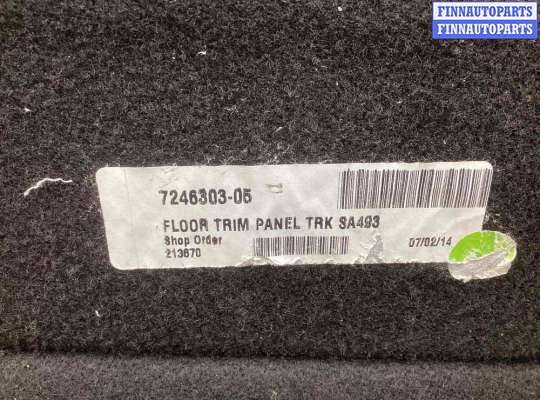 FINNAUTOPARTS
FINNAUTOPARTS
7246303-05
FLOOR TRIM PANEL TRK SA493
Shop Order
213670
07/02/14